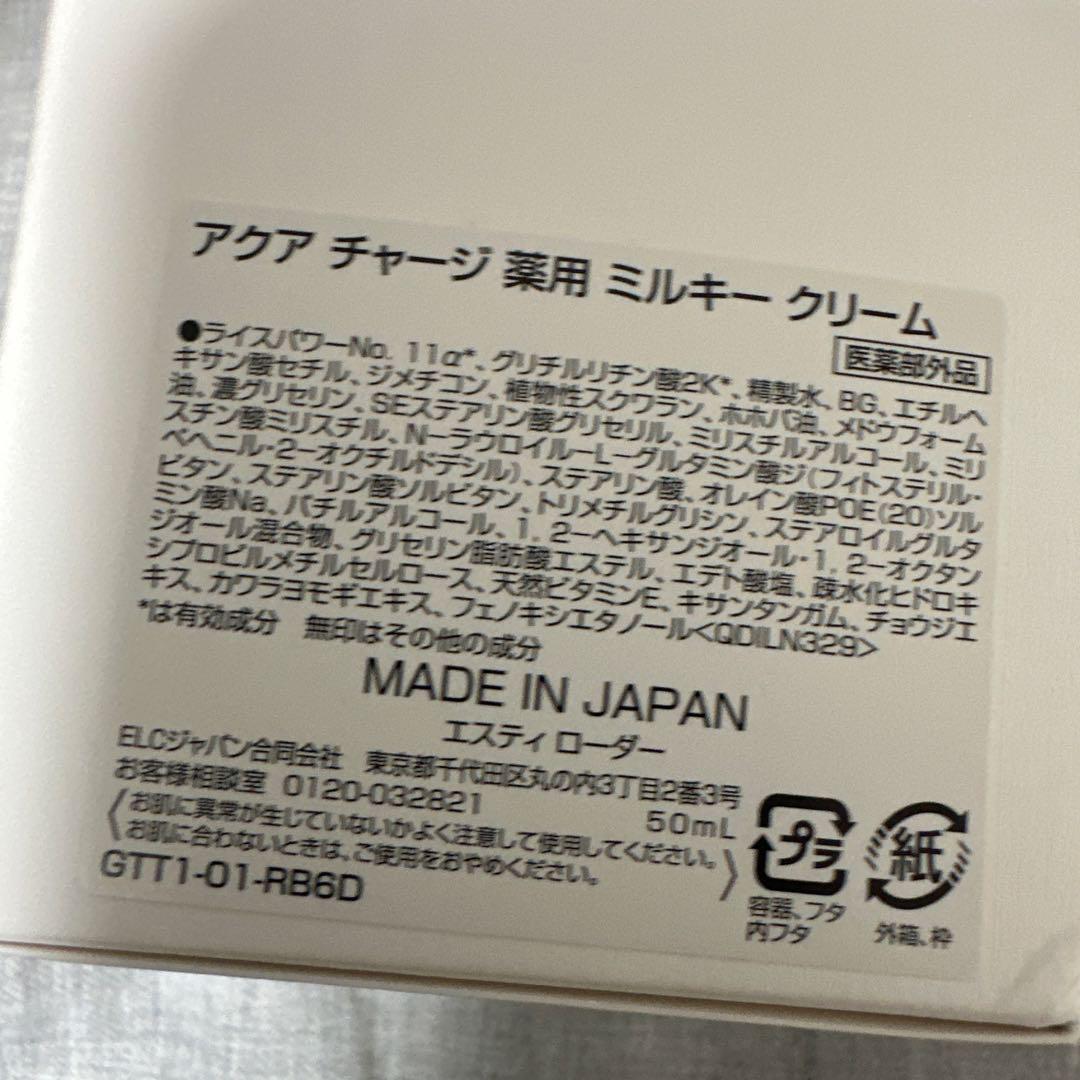 アクア チャージ 薬用 ミルキー クリーム
医薬部外品
●ライスパワーNo. 11α*、グリチルリチン酸2K*、精製水、BG、エチルヘ
キサン酸セチル、ジメチコン、植物性スクワラン、ホホバ油、メドウフォーム
油、濃グリセリン、SEステアリン酸グリセリル、ミリスチルアルコール、ミリ
スチン酸ミリスチル、N-ラウロイル-L-グルタミン酸ジ(フィトステリル・
ベヘニル・2-オクチルドデシル)、ステアリン酸、オレイン酸POE(20)ソル
ビタン、ステアリン酸ソルビタン、トリメチルグリシン、ステアロイルグルタ
ミン酸Na、バチルアルコール、1, 2-ヘキサンジオール・1, 2-オクタン
ジオール混合物、グリセリン脂肪酸エステル、エデト酸塩、疎水化ヒドロキ
シプロピルメチルセルロース、天然ビタミンE、キサンタンガム、チョウジエ
キス、カワラヨモギエキス、フェノキシエタノール<QDILN329>
*は有効成分 無印はその他の成分
MADE IN JAPAN
エスティ ローダー
ELCジャパン合同会社 東京都千代田区丸の内3丁目2番3号
お客様相談室 0120-032821
50mL
お肌に異常が生じていないかよく注意して使用してください。
お肌に合わないときは、ご使用をおやめください。
GTT1-01-RB6D
プラ
容器、フタ
内フタ
紙
外箱、枠